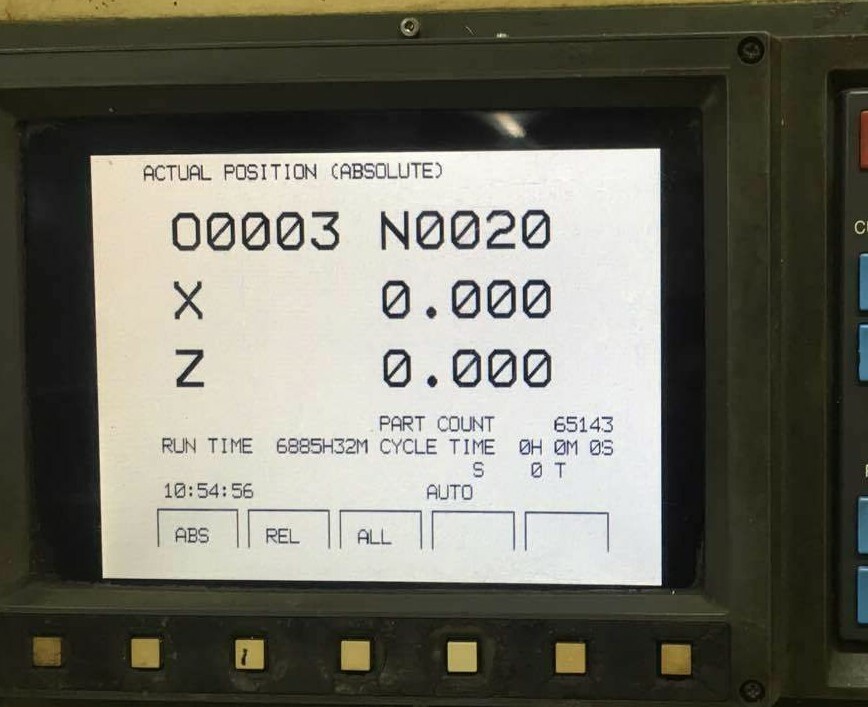 ACTUAL POSITION (ABSOLUTE)
O0003 N0020
X 0.000
Z 0.000
PART COUNT 65143
RUN TIME 6885H32M CYCLE TIME 0H 0M 0S
S 0 T
10:54:56 AUTO
ABS REL ALL